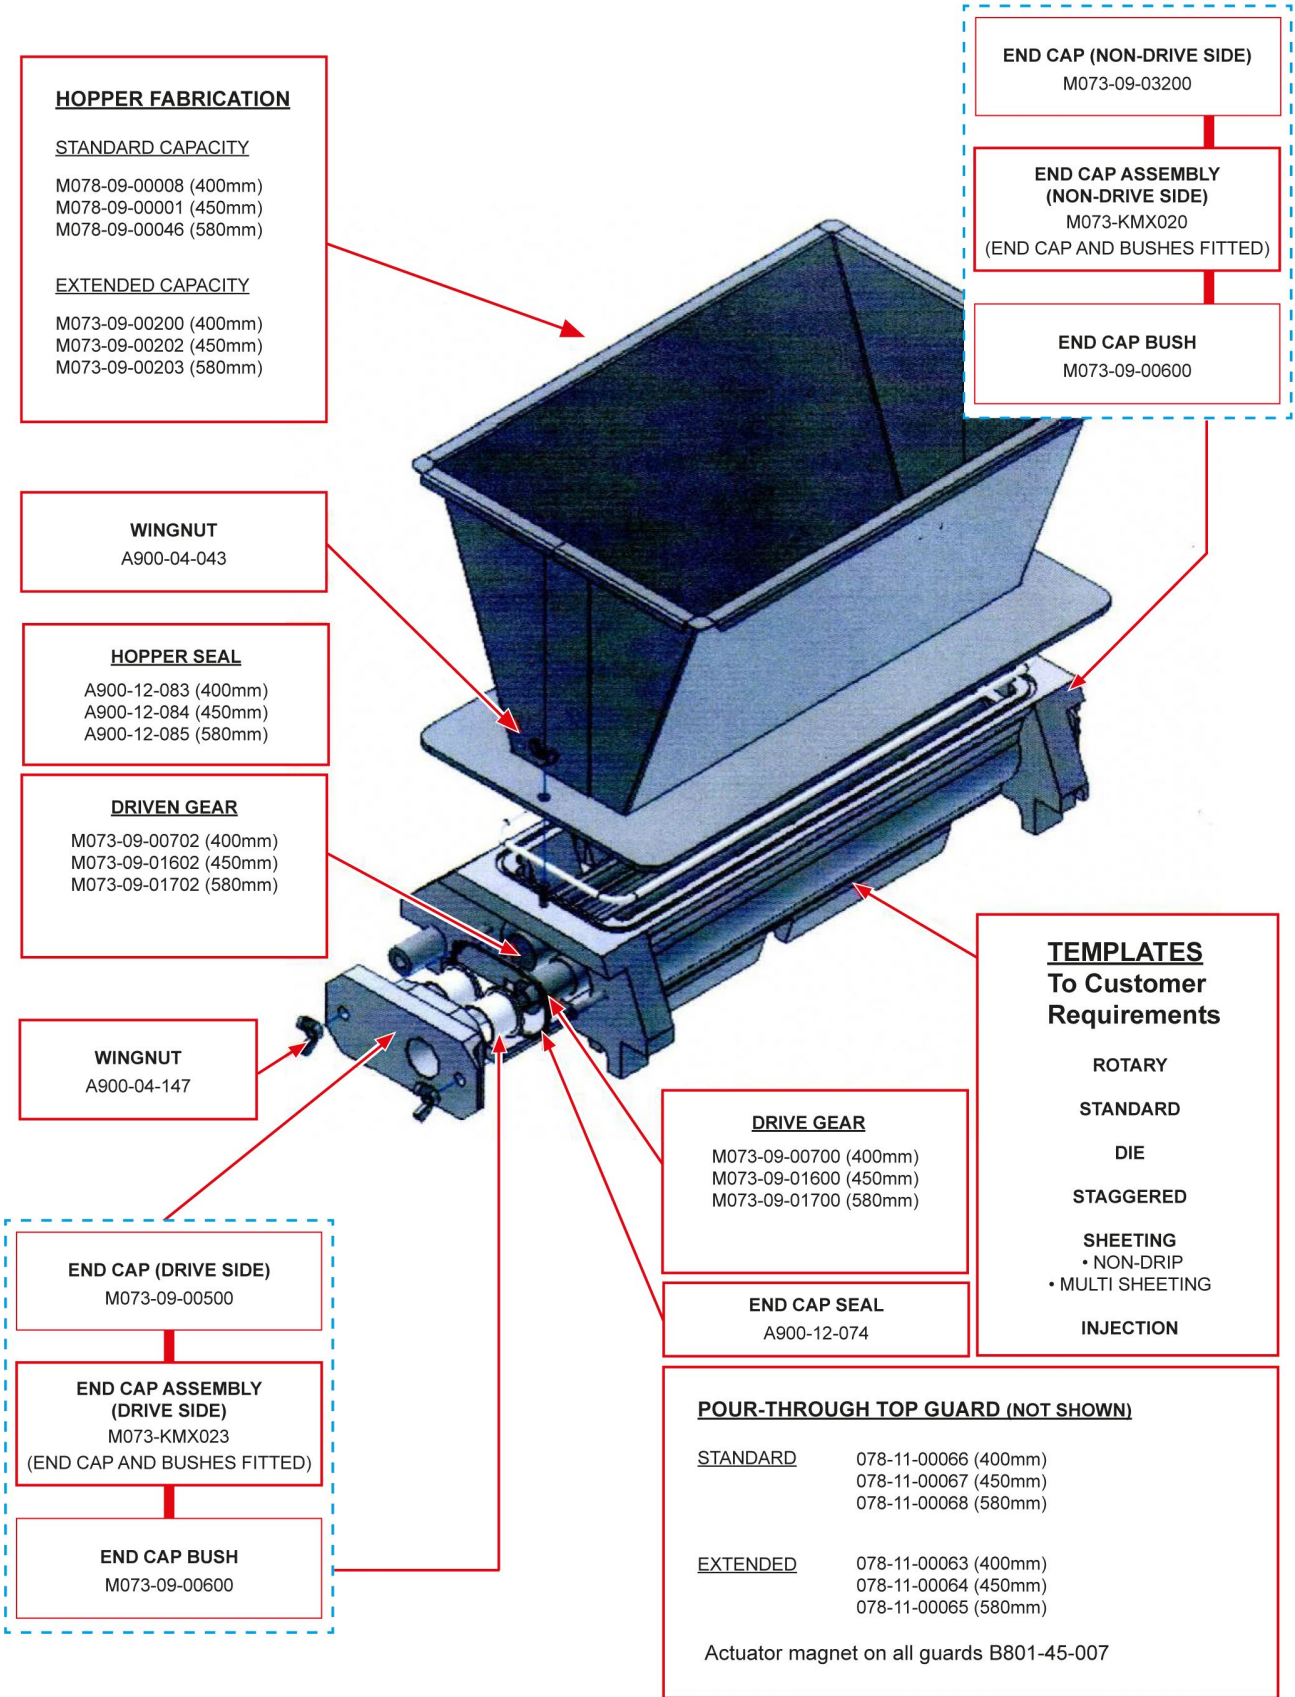 HOPPER FABRICATION
STANDARD CAPACITY
M078-09-00008 (400mm)
M078-09-00001 (450mm)
M078-09-00046 (580mm)
EXTENDED CAPACITY
M073-09-00200 (400mm)
M073-09-00202 (450mm)
M073-09-00203 (580mm)
END CAP (NON-DRIVE SIDE)
M073-09-03200
END CAP ASSEMBLY
(NON-DRIVE SIDE)
M073-KMX020
(END CAP AND BUSHES FITTED)
END CAP BUSH
M073-09-00600
WINGNUT
A900-04-043
HOPPER SEAL
A900-12-083 (400mm)
A900-12-084 (450mm)
A900-12-085 (580mm)
DRIVEN GEAR
M073-09-00702 (400mm)
M073-09-01602 (450mm)
M073-09-01702 (580mm)
WINGNUT
A900-04-147
TEMPLATES
To Customer
Requirements
ROTARY
STANDARD
DIE
STAGGERED
SHEETING
• NON-DRIP
• MULTI SHEETING
INJECTION
DRIVE GEAR
M073-09-00700 (400mm)
M073-09-01600 (450mm)
M073-09-01700 (580mm)
END CAP SEAL
A900-12-074
END CAP (DRIVE SIDE)
M073-09-00500
END CAP ASSEMBLY
(DRIVE SIDE)
M073-KMX023
(END CAP AND BUSHES FITTED)
END CAP BUSH
M073-09-00600
POUR-THROUGH TOP GUARD (NOT SHOWN)
STANDARD 078-11-00066 (400mm)
078-11-00067 (450mm)
078-11-00068 (580mm)
EXTENDED 078-11-00063 (400mm)
078-11-00064 (450mm)
078-11-00065 (580mm)
Actuator magnet on all guards B801-45-007